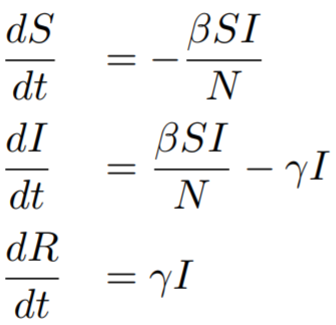 dS/dt = −βSI/N
dI/dt = βSI/N − γI
dR/dt = γI